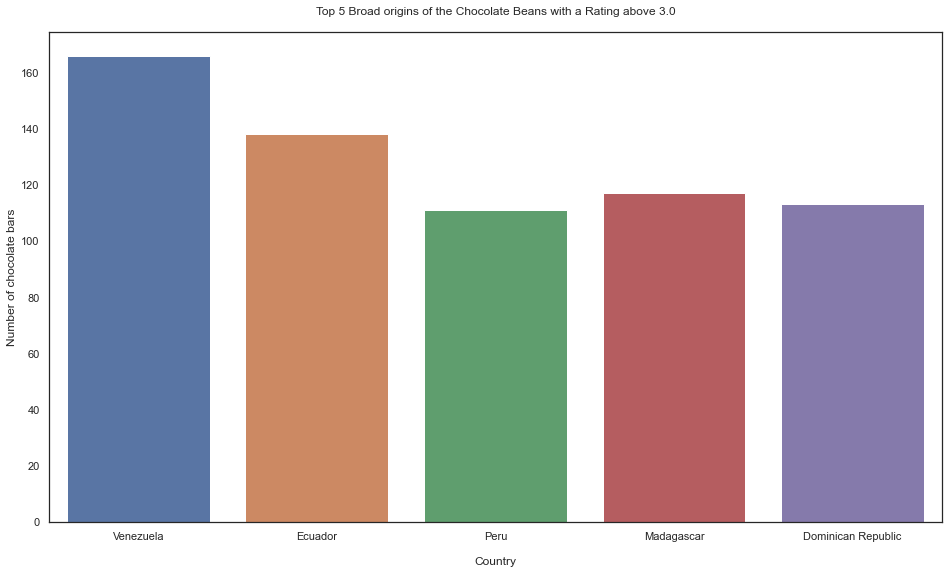 Top 5 Broad origins of the Chocolate Beans with a Rating above 3.0
Number of chocolate bars
160
140
120
100
80
60
40
20
0
Venezuela
Ecuador
Peru
Madagascar
Dominican Republic
Country